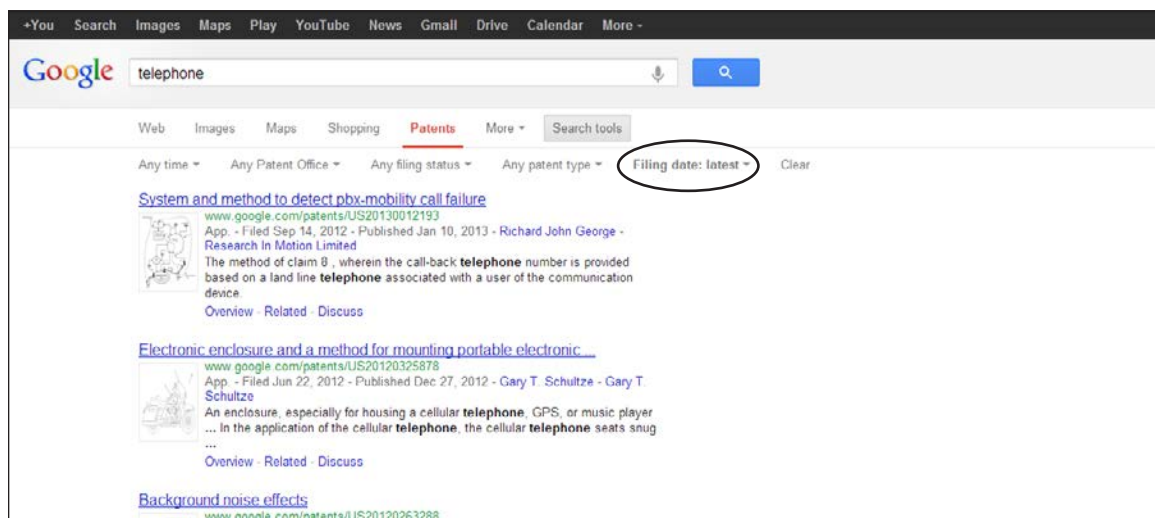 +You Search Images Maps Play YouTube News Gmail Drive Calendar More
Google telephone
Web Images Maps Shopping Patents More Search tools
Any time Any Patent Office Any filing status Any patent type Filing date: latest Clear
System and method to detect pbx-mobility call failure
www.google.com/patents/US20130012193
App. - Filed Sep 14, 2012 - Published Jan 10, 2013 - Richard John George -
Research In Motion Limited
The method of claim 8 , wherein the call-back telephone number is provided
based on a land line telephone associated with a user of the communication
device.
Overview - Related - Discuss
Electronic enclosure and a method for mounting portable electronic ...
www.google.com/patents/US20120325878
App. - Filed Jun 22, 2012 - Published Dec 27, 2012 - Gary T. Schultze - Gary T.
Schultze
An enclosure, especially for housing a cellular telephone, GPS, or music player
... In the application of the cellular telephone, the cellular telephone seats snug
...
Overview - Related - Discuss
Background noise effects
www.google.com/patents/US20120263288